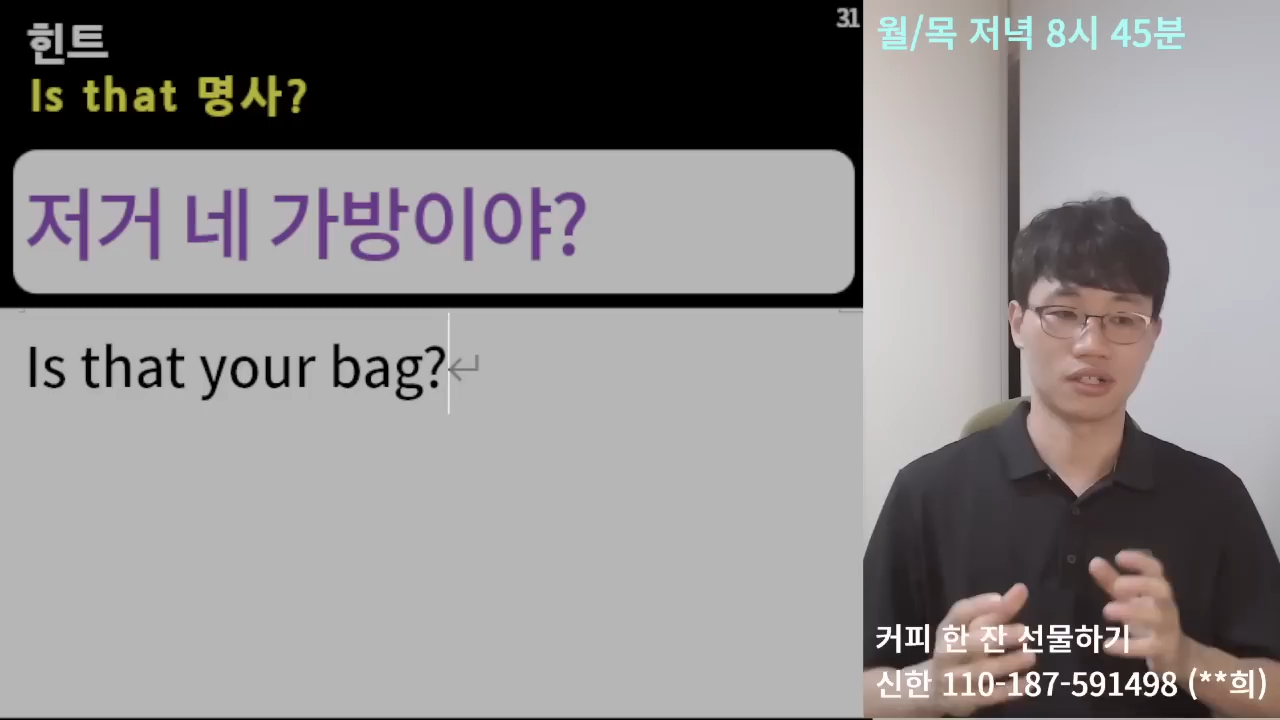 힌트
Is that 명사?
31
저거 네 가방이야?
Is that your bag?↵
월/목 저녁 8시 45분
커피 한 잔 선물하기
신한 110-187-591498 (**희)